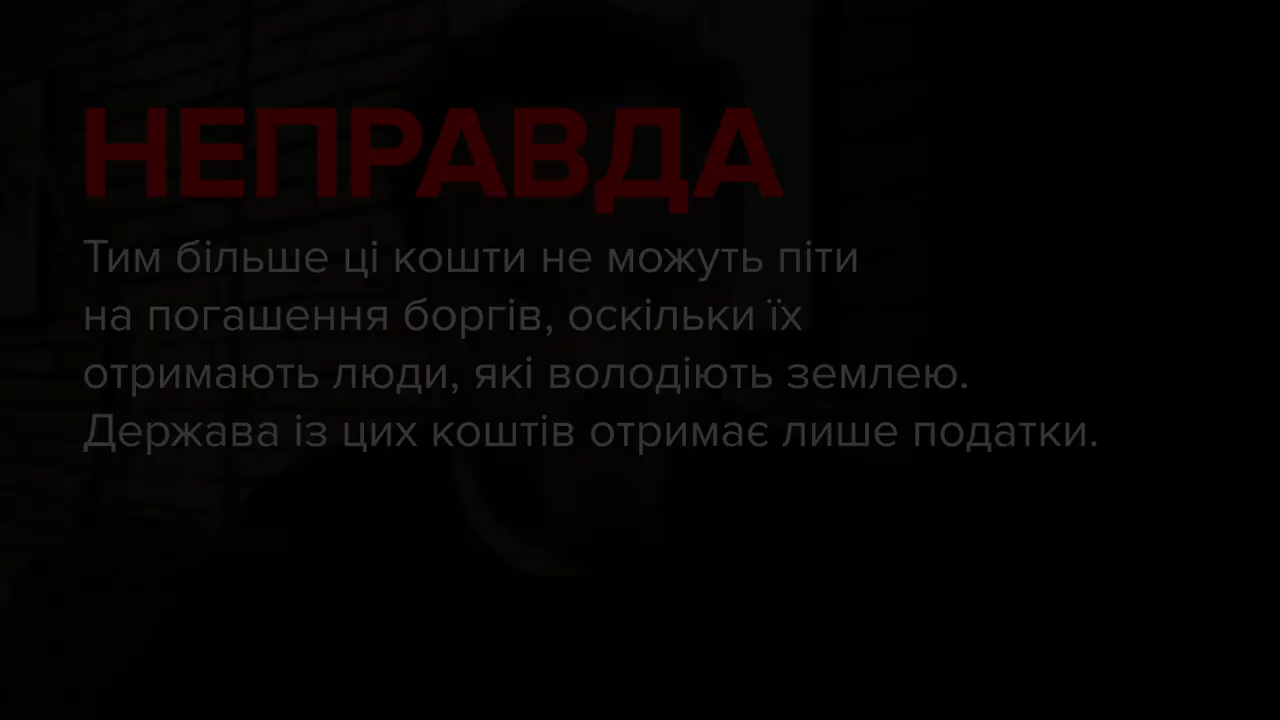 НЕПРАВДА
Тим більше ці кошти не можуть піти
на погашення боргів, оскільки їх
отримають люди, які володіють землею.
Держава із цих коштів отримає лише податки.